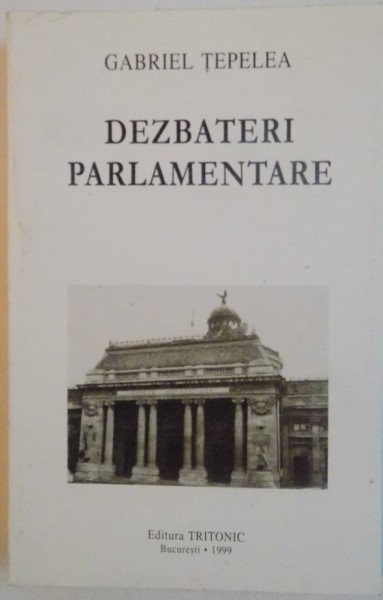 GABRIEL ȚEPELEA
DEZBATERI
PARLAMENTARE
Editura TRITONIC
București • 1999